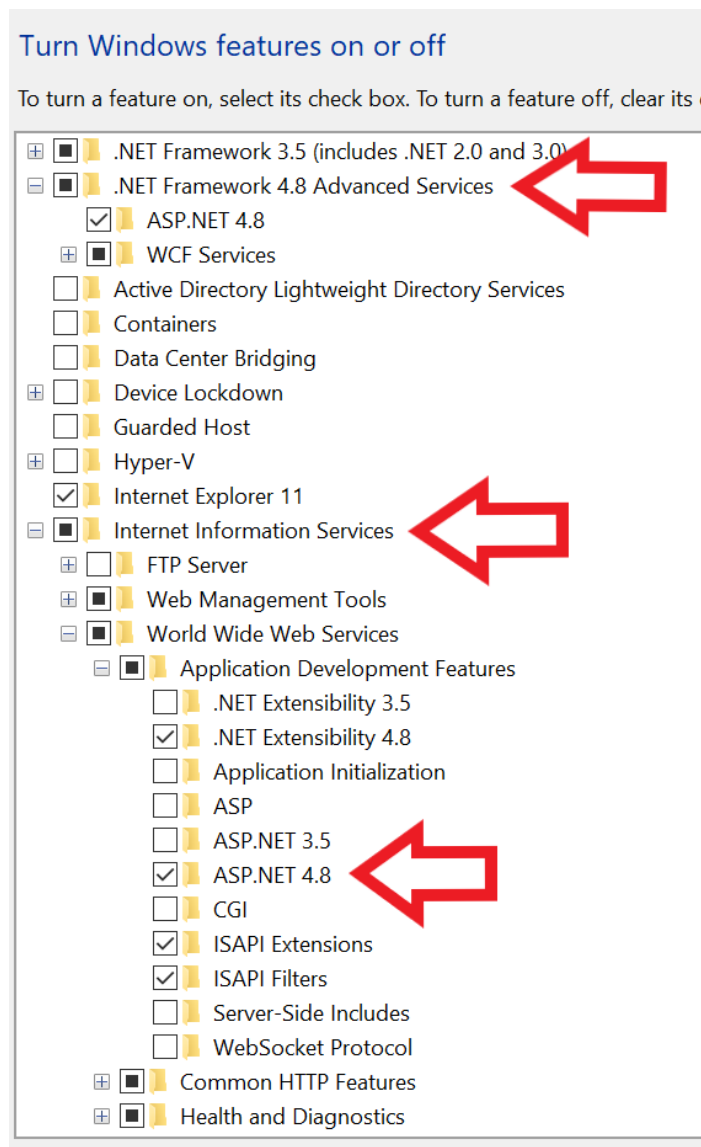 Turn Windows features on or off
To turn a feature on, select its check box. To turn a feature off, clear its
.NET Framework 3.5 (includes .NET 2.0 and 3.0)
.NET Framework 4.8 Advanced Services
ASP.NET 4.8
WCF Services
Active Directory Lightweight Directory Services
Containers
Data Center Bridging
Device Lockdown
Guarded Host
Hyper-V
Internet Explorer 11
Internet Information Services
FTP Server
Web Management Tools
World Wide Web Services
Application Development Features
.NET Extensibility 3.5
.NET Extensibility 4.8
Application Initialization
ASP
ASP.NET 3.5
ASP.NET 4.8
CGI
ISAPI Extensions
ISAPI Filters
Server-Side Includes
WebSocket Protocol
Common HTTP Features
Health and Diagnostics